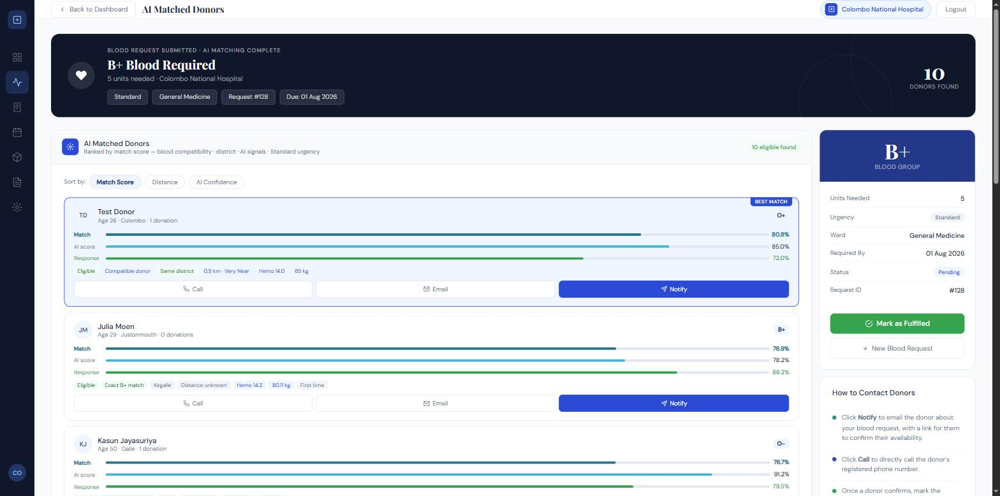 Back to Dashboard
AI Matched Donors
Colombo National Hospital
Logout
BLOOD REQUEST SUBMITTED · AI MATCHING COMPLETE
B+ Blood Required
5 units needed · Colombo National Hospital
Standard
General Medicine
Request #128
Due: 01 Aug 2026
10
DONORS FOUND
AI Matched Donors
Ranked by match score — blood compatibility · district · AI signals · Standard urgency
10 eligible found
Sort by:
Match Score
Distance
AI Confidence
BEST MATCH
TD
Test Donor
Age 26 · Colombo · 1 donation
O+
Match 80.8%
AI score 85.0%
Response 72.0%
Eligible Compatible donor Same district 0.5 km · Very Near Hemo 14.0 65 kg
Call
Email
Notify
JM
Julia Moen
Age 29 · Justonmouth · 0 donations
B+
Match 76.9%
AI score 78.2%
Response 86.2%
Eligible Exact B+ match Kegalle Distance unknown Hemo 14.2 80.11 kg First time
Call
Email
Notify
KJ
Kasun Jayasuriya
Age 50 · Galle · 1 donation
O−
Match 76.7%
AI score 91.2%
Response 79.5%
B+
BLOOD GROUP
Units Needed 5
Urgency Standard
Ward General Medicine
Required By 01 Aug 2026
Status Pending
Request ID #128
Mark as Fulfilled
+ New Blood Request
How to Contact Donors
Click Notify to email the donor about
your blood request, with a link for them
to confirm their availability.
Click Call to directly call the donor's
registered phone number.
Once a donor confirms, mark the
CO